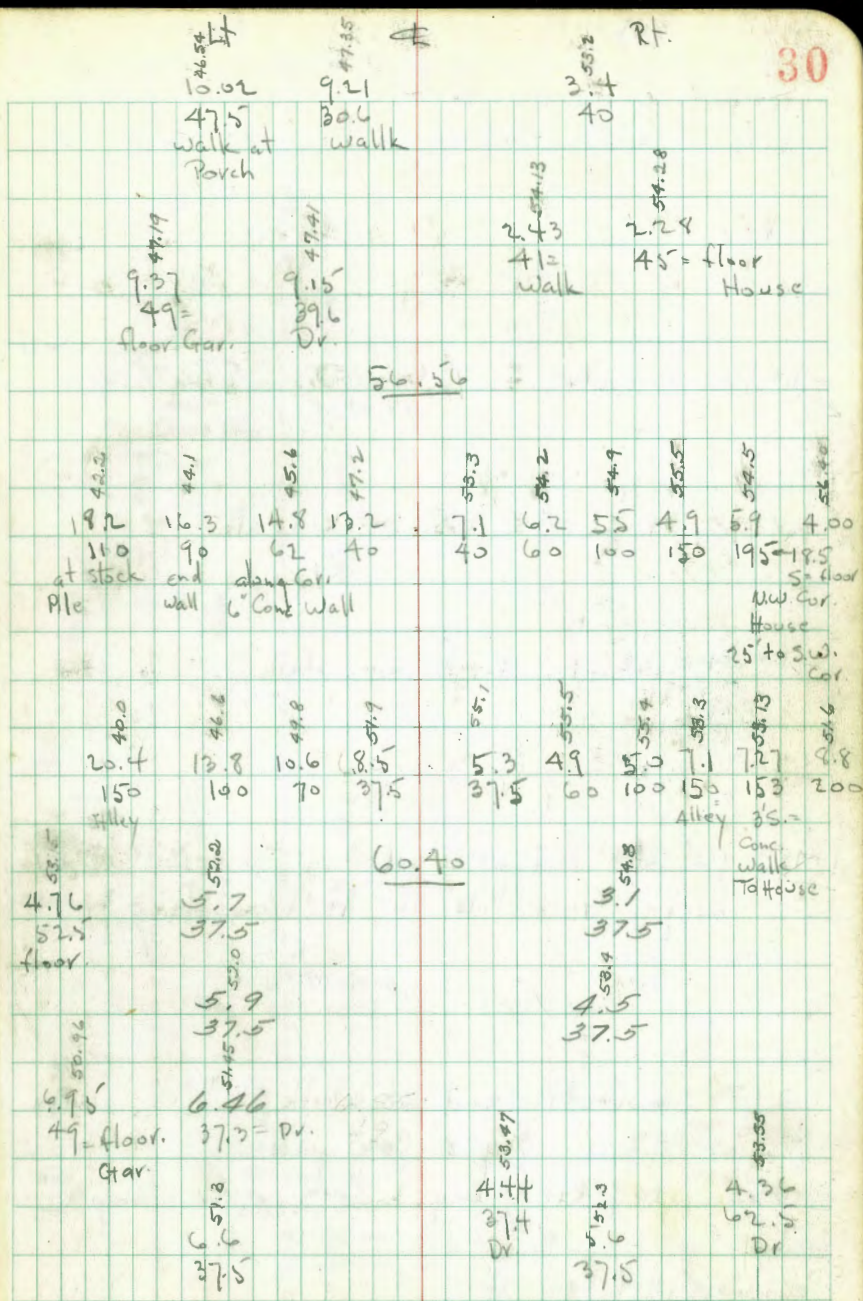 Lt ⊄ Rt. 30
46.54 47.35 53.2
10.02 9.21 3.4
47.5 30.6 40
walk at wallk
Porch
54.13 54.28
2.43 2.28
41= 45= floor
Walk House
47.19 47.41
9.37 9.15
49= 39.6
floor Gar. Dr.
56.56
42.2 44.1 45.6 47.2 53.3 54.2 54.9 55.5 54.5 56.40
18.2 16.3 14.8 13.2 7.1 6.2 5.5 4.9 5.9 4.00
110 90 62 40 40 60 100 150 195 - 19.5
at stock end along Cor. S= floor
Pile wall 6" Conc Wall N.W. Cor.
House
25' to S.W.
Cor
40.0 46.6 49.8 51.9 55.1 55.5 55.4 53.3 53.13 51.6
20.4 13.8 10.6 8.5 5.3 4.9 5.0 7.1 7.27 8.8
150 100 70 37.5 37.5 60 100 150 153 200
Alley Alley 3'S.=
Conc.
Walk
To House
60.40
52.2 54.8
4.76 5.7 3.1
52.5 37.5 37.5
floor
52.0 53.4
5.9 4.5
37.5 37.5
50.96 51.45
6.95 6.46
49= floor. 37.3= Dr.
Gar.
53.47 53.55
4.44 4.36
37.4 62.5
Dr Dr
51.3 52.3
6.6 5.6
37.5 37.5